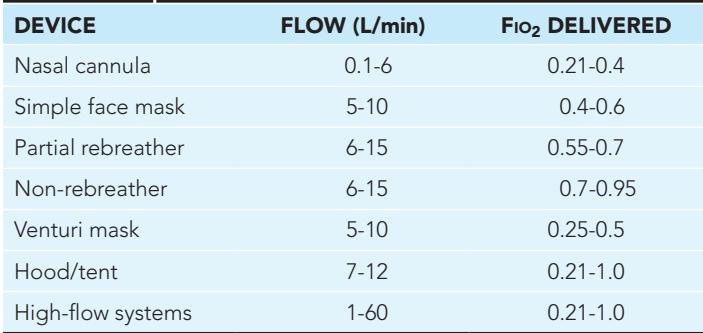 DEVICE FLOW (L/min) FIO2 DELIVERED
Nasal cannula 0.1-6 0.21-0.4
Simple face mask 5-10 0.4-0.6
Partial rebreather 6-15 0.55-0.7
Non-rebreather 6-15 0.7-0.95
Venturi mask 5-10 0.25-0.5
Hood/tent 7-12 0.21-1.0
High-flow systems 1-60 0.21-1.0